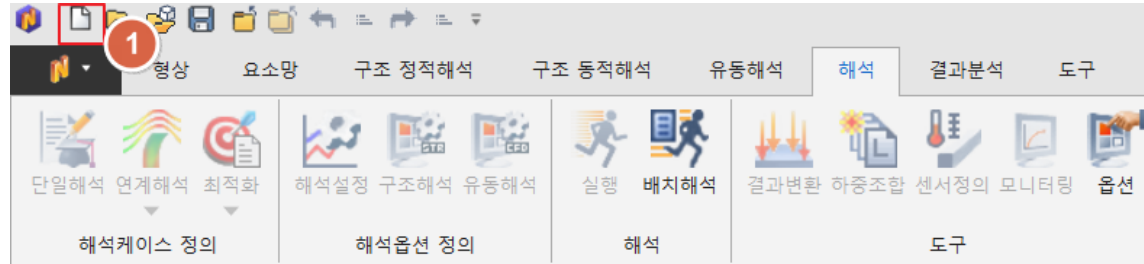 1
형상 요소망 구조 정적해석 구조 동적해석 유동해석 해석 결과분석 도구
STR CFD
단일해석 연계해석 최적화 해석설정 구조해석 유동해석 실행 배치해석 결과변환 하중조합 센서정의 모니터링 옵션
해석케이스 정의 해석옵션 정의 해석 도구